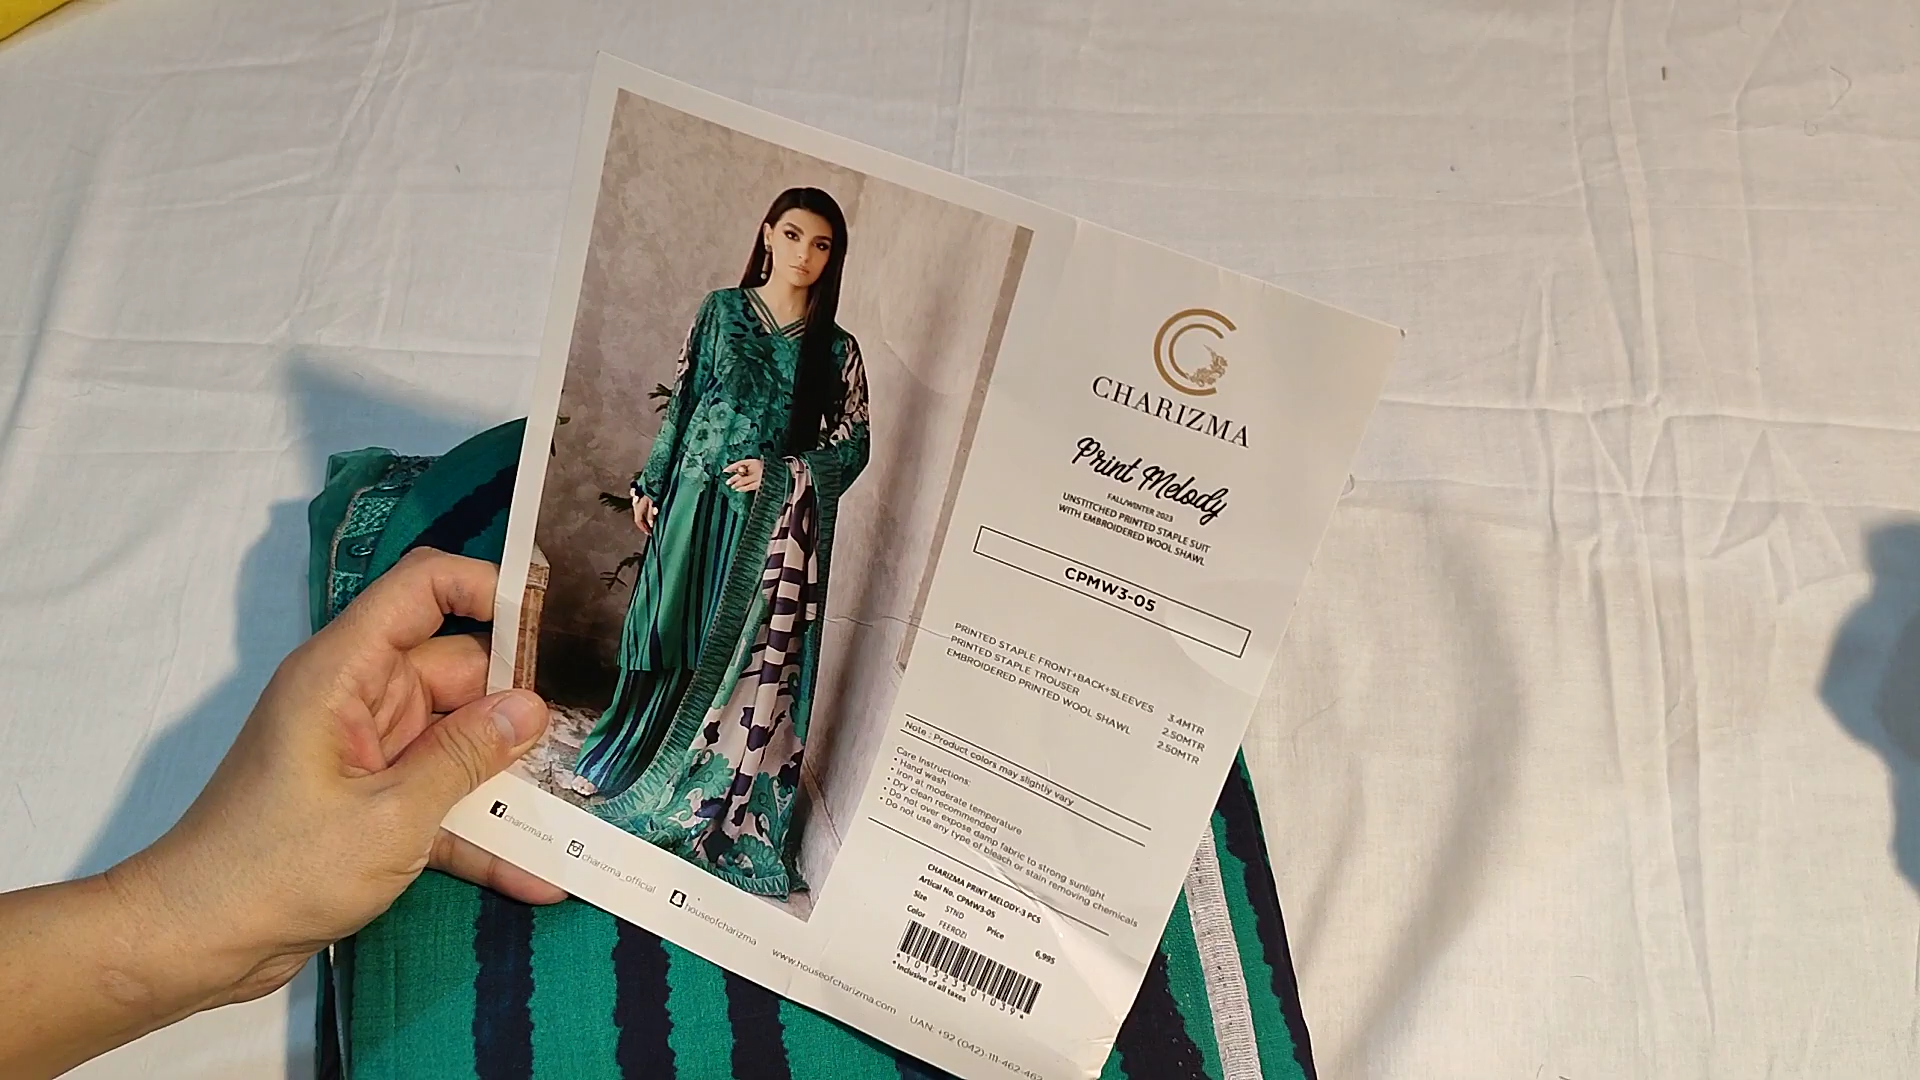 CHARIZMA
Print Melody
FALL/WINTER 2023
UNSTITCHED PRINTED STAPLE SUIT
WITH EMBROIDERED WOOL SHAWL
CPMW3-05
PRINTED STAPLE FRONT+BACK+SLEEVES 3.4MTR
PRINTED STAPLE TROUSER 2.50MTR
EMBROIDERED PRINTED WOOL SHAWL 2.50MTR
Note : Product colors may slightly vary
Care Instructions:
• Hand wash
• Iron at moderate temperature
• Dry clean recommended
• Do not over expose damp fabric to strong sunlight
• Do not use any type of bleach or stain removing chemicals
CHARIZMA PRINT MELODY-3 PCS
Artical No. CPMW3-05
Size STND
Color FEEROZI Price 6,995
*101523501039*
* Inclusive of all taxes
charizma.pk charizma_official houseofcharizma www.houseofcharizma.com UAN: +92 (042)-111-462-462